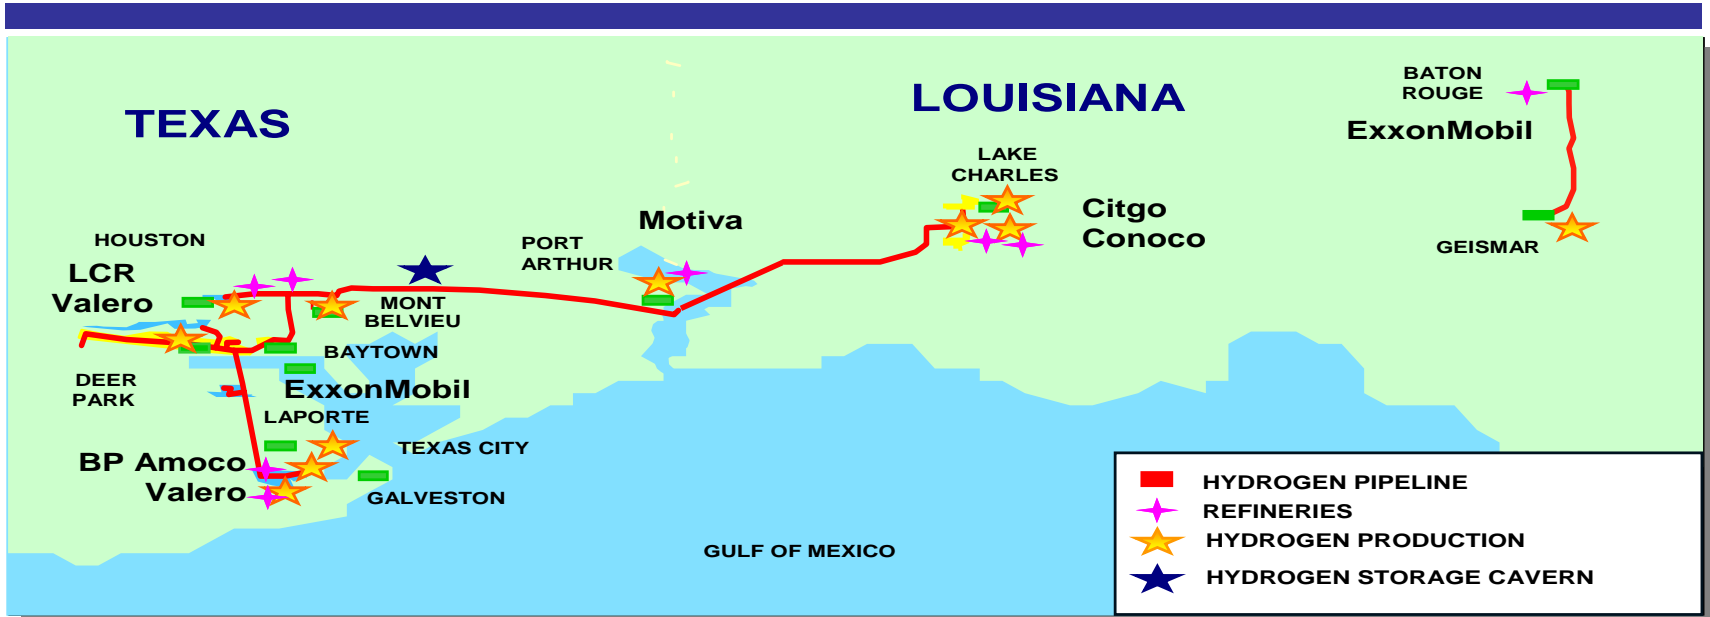 TEXAS
LOUISIANA
BATON
ROUGE
ExxonMobil
GEISMAR
LAKE
CHARLES
Citgo
Conoco
Motiva
PORT
ARTHUR
HOUSTON
LCR
Valero
MONT
BELVIEU
BAYTOWN
DEER
PARK
ExxonMobil
LAPORTE
TEXAS CITY
BP Amoco
Valero
GALVESTON
GULF OF MEXICO
HYDROGEN PIPELINE
REFINERIES
HYDROGEN PRODUCTION
HYDROGEN STORAGE CAVERN